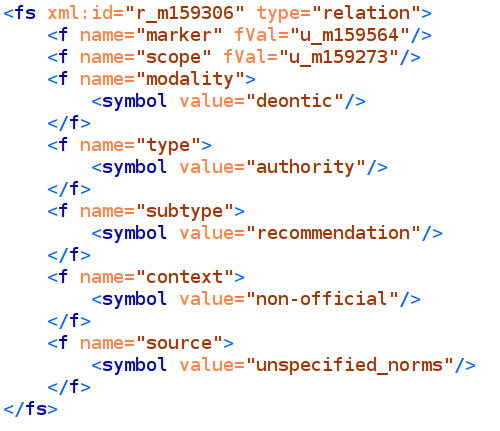 <fs xml:id="r_m159306" type="relation">
    <f name="marker" fVal="u_m159564"/>
    <f name="scope" fVal="u_m159273"/>
    <f name="modality">
        <symbol value="deontic"/>
    </f>
    <f name="type">
        <symbol value="authority"/>
    </f>
    <f name="subtype">
        <symbol value="recommendation"/>
    </f>
    <f name="context">
        <symbol value="non-official"/>
    </f>
    <f name="source">
        <symbol value="unspecified_norms"/>
    </f>
</fs>